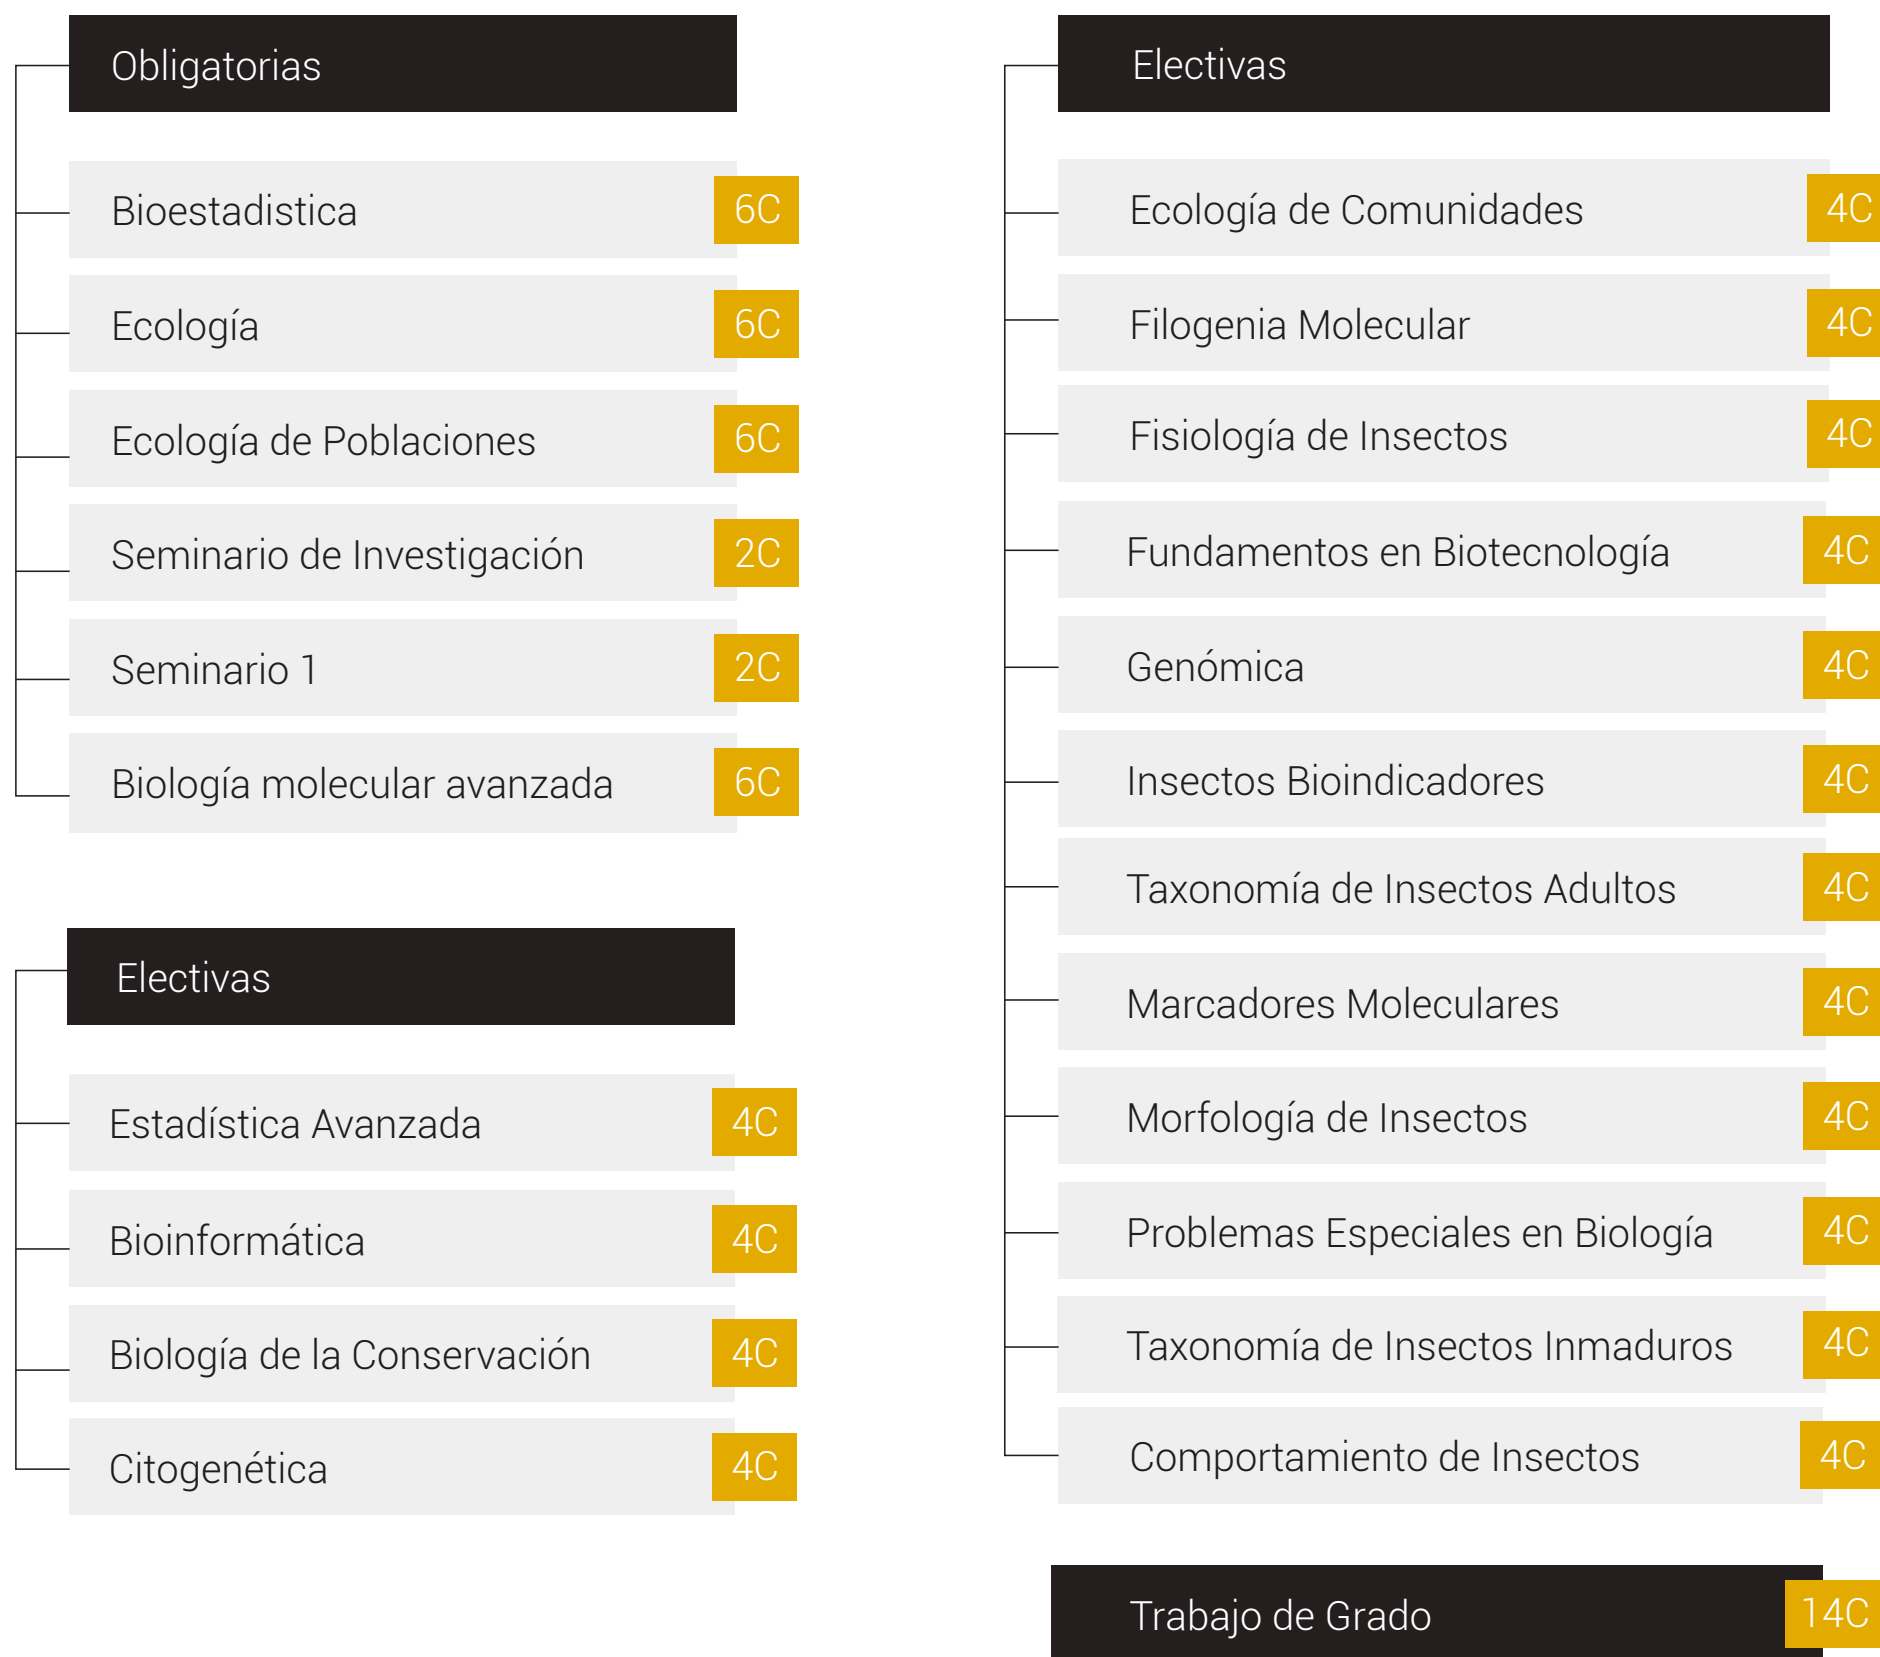 Obligatorias
Bioestadistica 6C
Ecología 6C
Ecología de Poblaciones 6C
Seminario de Investigación 2C
Seminario 1 2C
Biología molecular avanzada 6C
Electivas
Estadística Avanzada 4C
Bioinformática 4C
Biología de la Conservación 4C
Citogenética 4C
Electivas
Ecología de Comunidades 4C
Filogenia Molecular 4C
Fisiología de Insectos 4C
Fundamentos en Biotecnología 4C
Genómica 4C
Insectos Bioindicadores 4C
Taxonomía de Insectos Adultos 4C
Marcadores Moleculares 4C
Morfología de Insectos 4C
Problemas Especiales en Biología 4C
Taxonomía de Insectos Inmaduros 4C
Comportamiento de Insectos 4C
Trabajo de Grado 14C